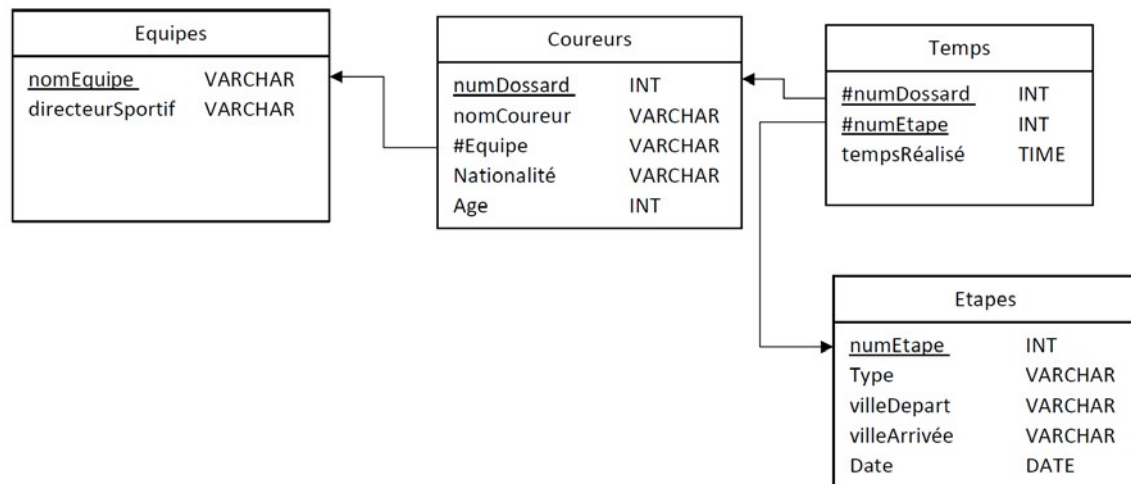 Equipes
nomEquipe VARCHAR
directeurSportif VARCHAR
Coureurs
numDossard INT
nomCoureur VARCHAR
#Equipe VARCHAR
Nationalité VARCHAR
Age INT
Temps
#numDossard INT
#numEtape INT
tempsRéalisé TIME
Etapes
numEtape INT
Type VARCHAR
villeDepart VARCHAR
villeArrivée VARCHAR
Date DATE